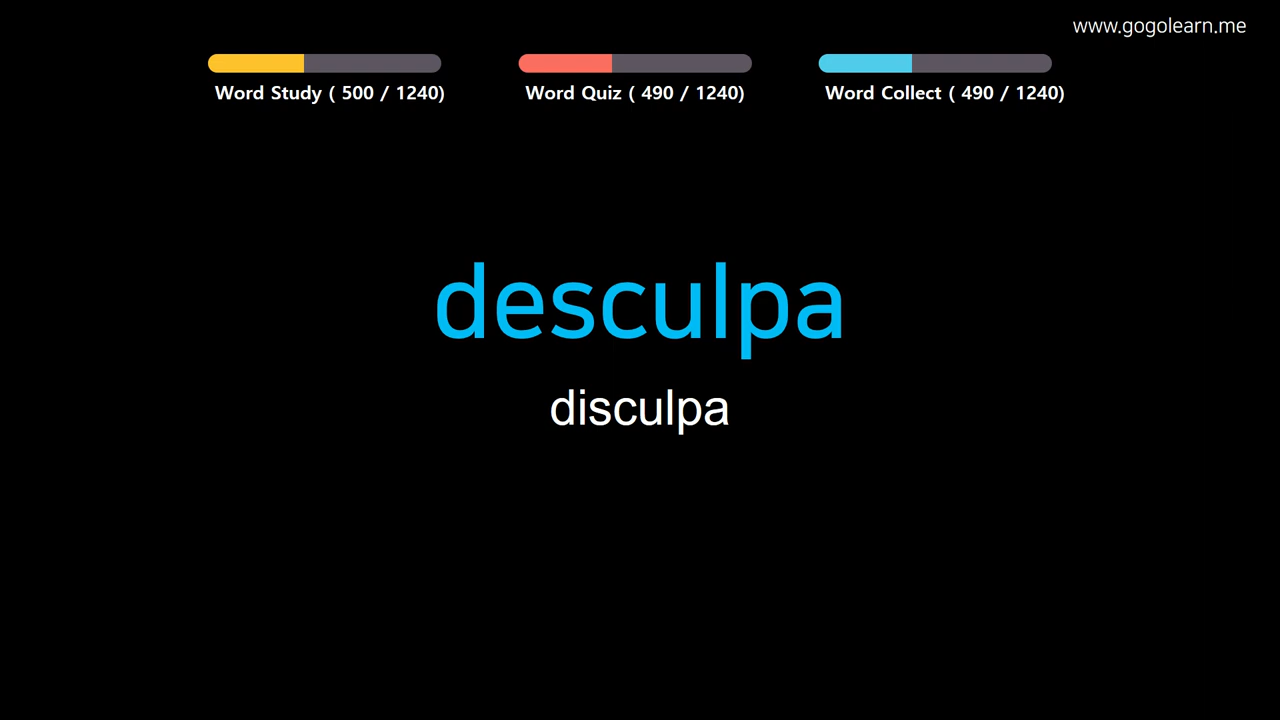 www.gogolearn.me
Word Study ( 500 / 1240)
Word Quiz ( 490 / 1240)
Word Collect ( 490 / 1240)
desculpa
disculpa